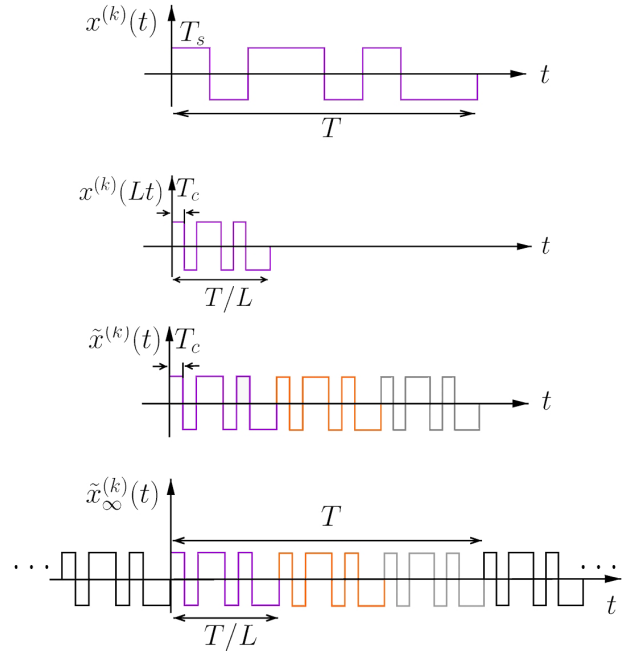 x^{(k)}(t)
T_s
t
T
x^{(k)}(Lt)
T_c
t
T/L
x̃^{(k)}(t)
T_c
t
x̃_∞^{(k)}(t)
T
· · ·
· · ·
t
T/L